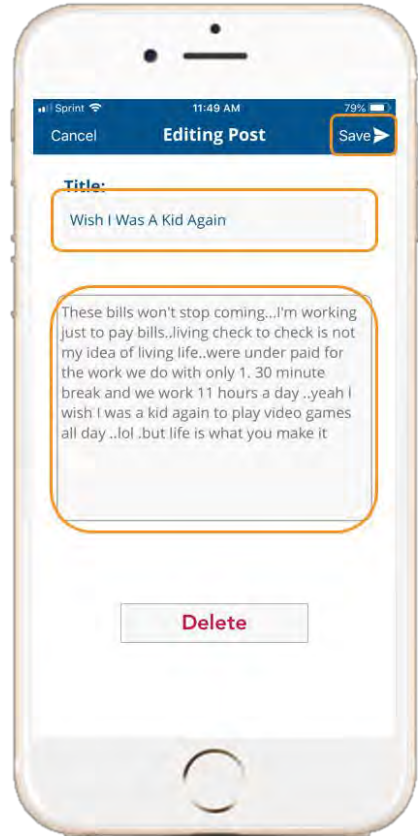 Sprint 11:49 AM 79%
Cancel Editing Post Save
Title:
Wish I Was A Kid Again
These bills won't stop coming...I'm working
just to pay bills..living check to check is not
my idea of living life..were under paid for
the work we do with only 1. 30 minute
break and we work 11 hours a day ..yeah I
wish I was a kid again to play video games
all day ..lol .but life is what you make it
Delete